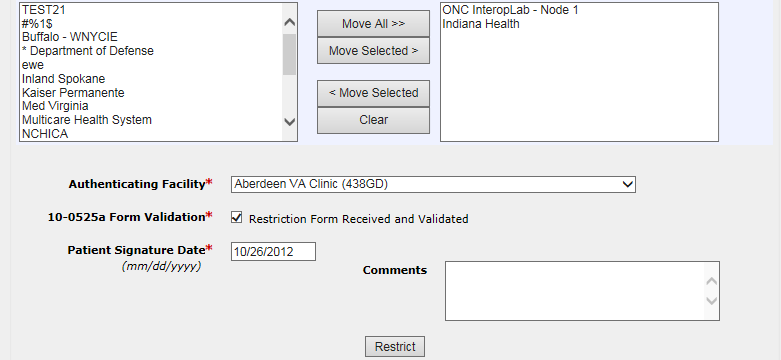 TEST21
#%1$
Buffalo - WNYCIE
* Department of Defense
ewe
Inland Spokane
Kaiser Permanente
Med Virginia
Multicare Health System
NCHICA
Move All >>
Move Selected >
< Move Selected
Clear
ONC InteropLab - Node 1
Indiana Health
Authenticating Facility* Aberdeen VA Clinic (438GD)
10-0525a Form Validation* Restriction Form Received and Validated
Patient Signature Date* 10/26/2012
(mm/dd/yyyy)
Comments
Restrict